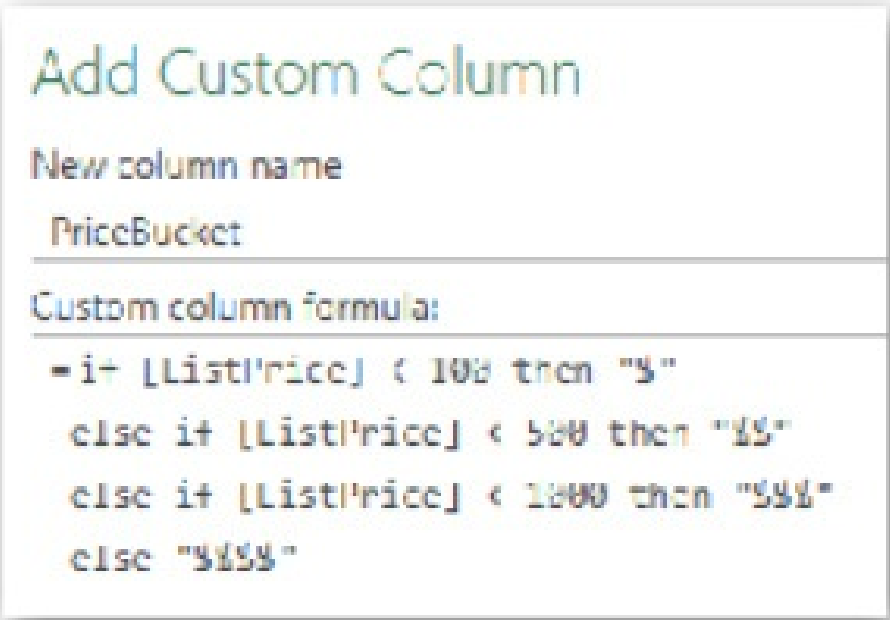 Add Custom Column
New column name
PriceBucket
Custom column formula:
=if [ListPrice] < 100 then "$"
else if [ListPrice] < 500 then "$$"
else if [ListPrice] < 1000 then "$$$"
else "$$$$"